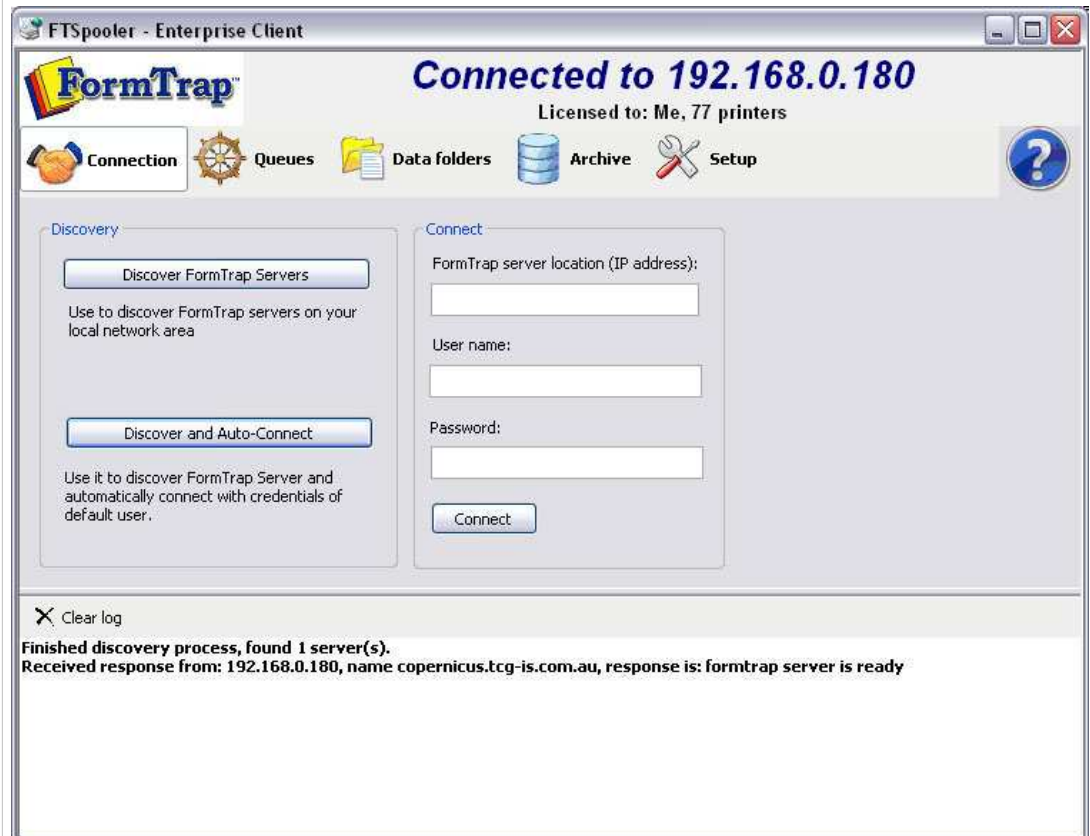 FTSpooler - Enterprise Client
FormTrap™
Connected to 192.168.0.180
Licensed to: Me, 77 printers
Connection
Queues
Data folders
Archive
Setup
?
Discovery
Discover FormTrap Servers
Use to discover FormTrap servers on your
local network area
Discover and Auto-Connect
Use it to discover FormTrap Server and
automatically connect with credentials of
default user.
Connect
FormTrap server location (IP address):
User name:
Password:
Connect
Clear log
Finished discovery process, found 1 server(s).
Received response from: 192.168.0.180, name copernicus.tcg-is.com.au, response is: formtrap server is ready